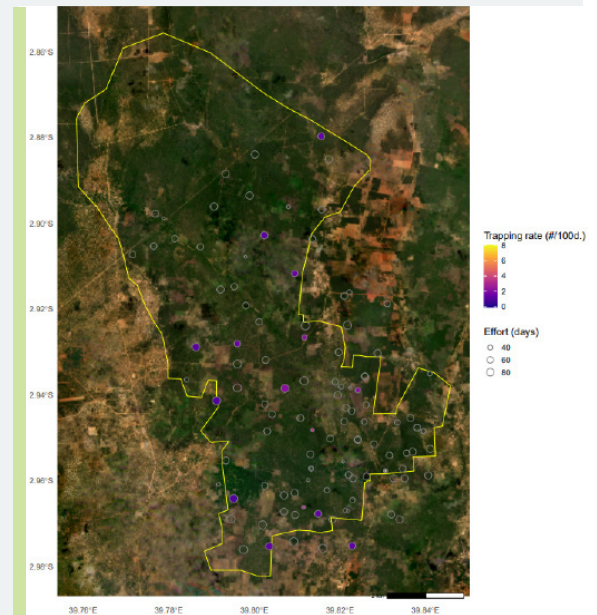 2.86°S
2.88°S
2.90°S
2.92°S
2.94°S
2.96°S
2.98°S
39.76°E 39.78°E 39.80°E 39.82°E 39.84°E
Trapping rate (#/100d.)
8
6
4
2
0
Effort (days)
40
60
80